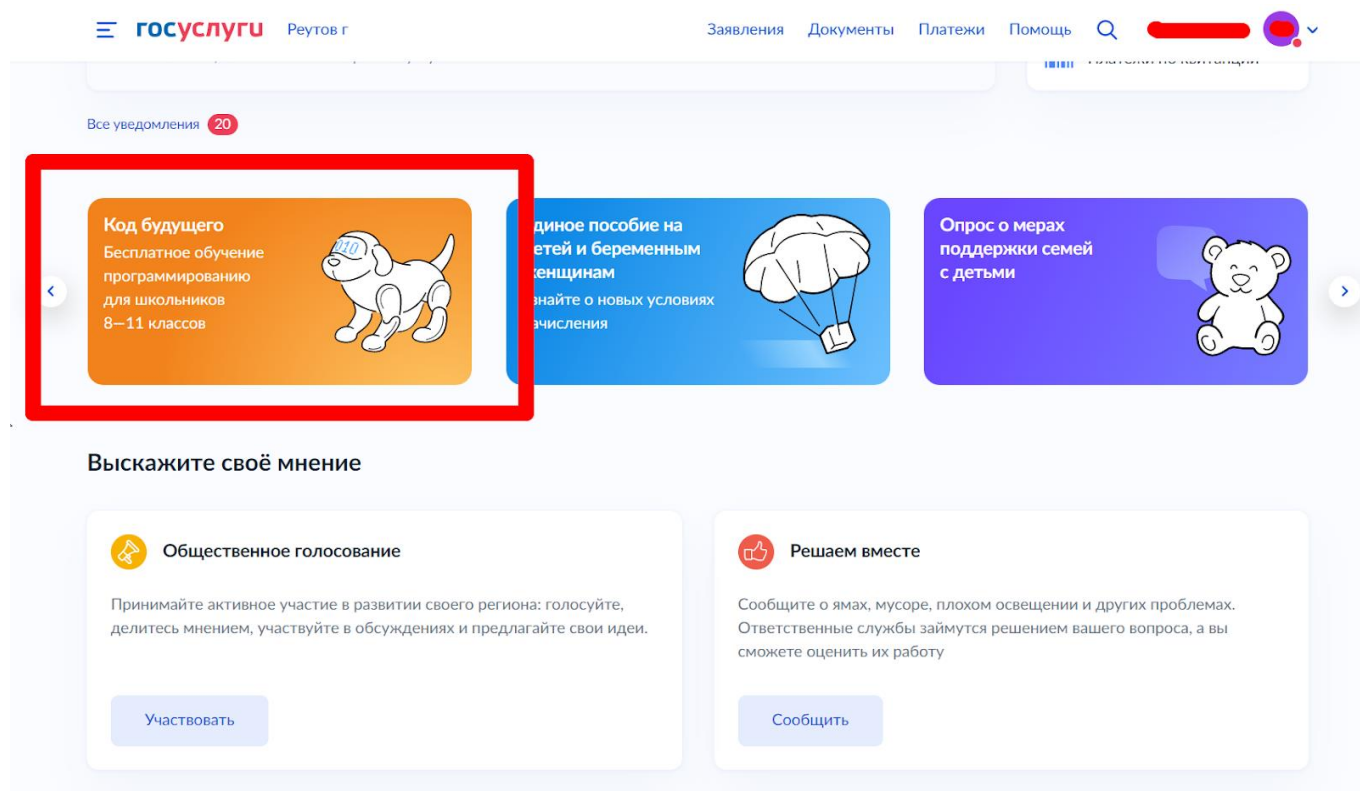 госуслуги Реутов г Заявления Документы Платежи Помощь
Платежи по квитанции
Все уведомления 20
Код будущего
Бесплатное обучение
программированию
для школьников
8—11 классов
010
диное пособие на
етей и беременным
енщинам
знайте о новых условиях
ачисления
Опрос о мерах
поддержки семей
с детьми
Выскажите своё мнение
Общественное голосование
Принимайте активное участие в развитии своего региона: голосуйте,
делитесь мнением, участвуйте в обсуждениях и предлагайте свои идеи.
Участвовать
Решаем вместе
Сообщите о ямах, мусоре, плохом освещении и других проблемах.
Ответственные службы займутся решением вашего вопроса, а вы
сможете оценить их работу
Сообщить